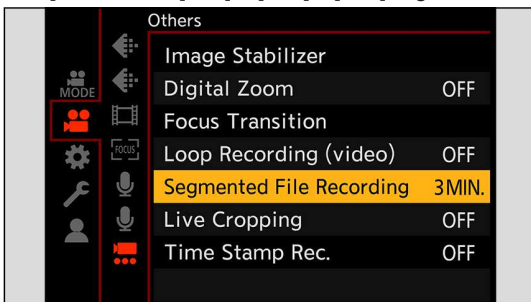 Others
Image Stabilizer
MODE
Digital Zoom OFF
Focus Transition
FOCUS
Loop Recording (video) OFF
Segmented File Recording 3MIN.
Live Cropping OFF
Time Stamp Rec. OFF